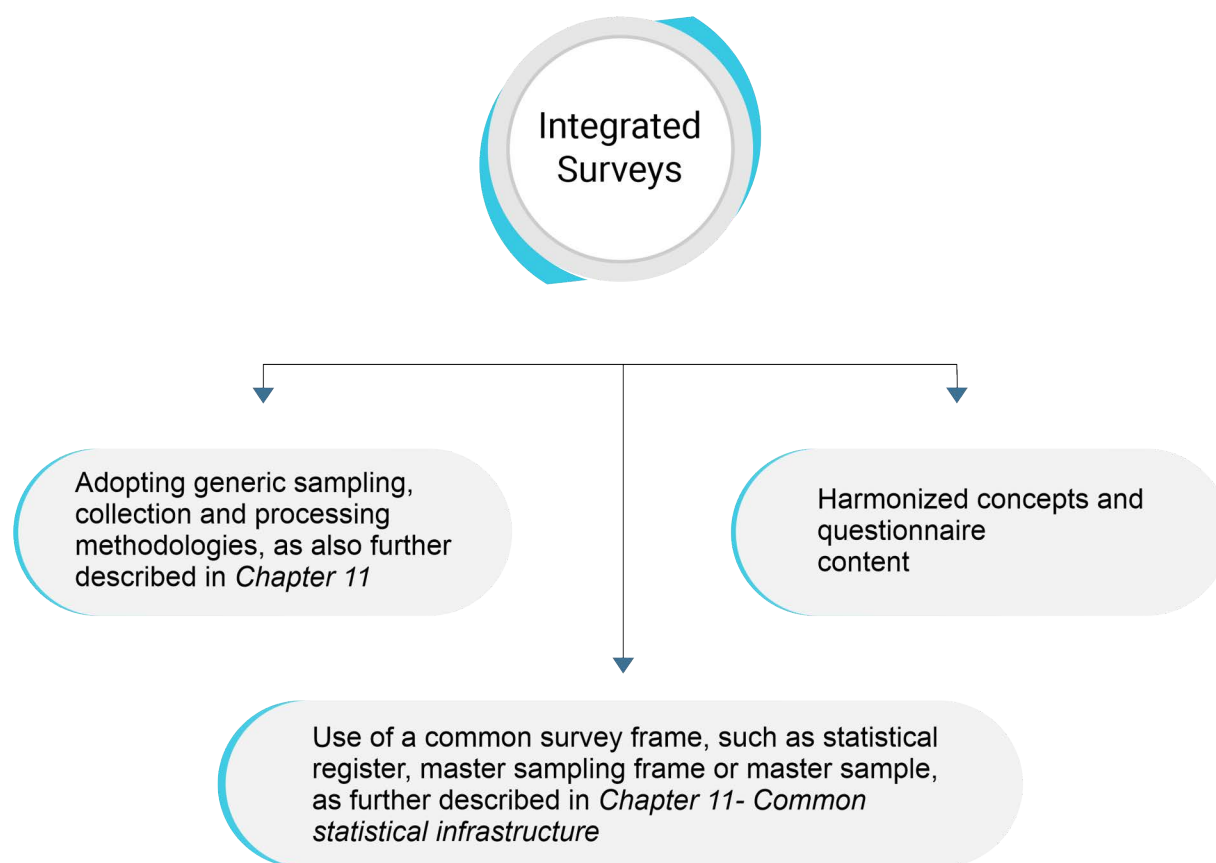 Integrated
Surveys
Adopting generic sampling,
collection and processing
methodologies, as also further
described in Chapter 11
Harmonized concepts and
questionnaire
content
Use of a common survey frame, such as statistical
register, master sampling frame or master sample,
as further described in Chapter 11- Common
statistical infrastructure